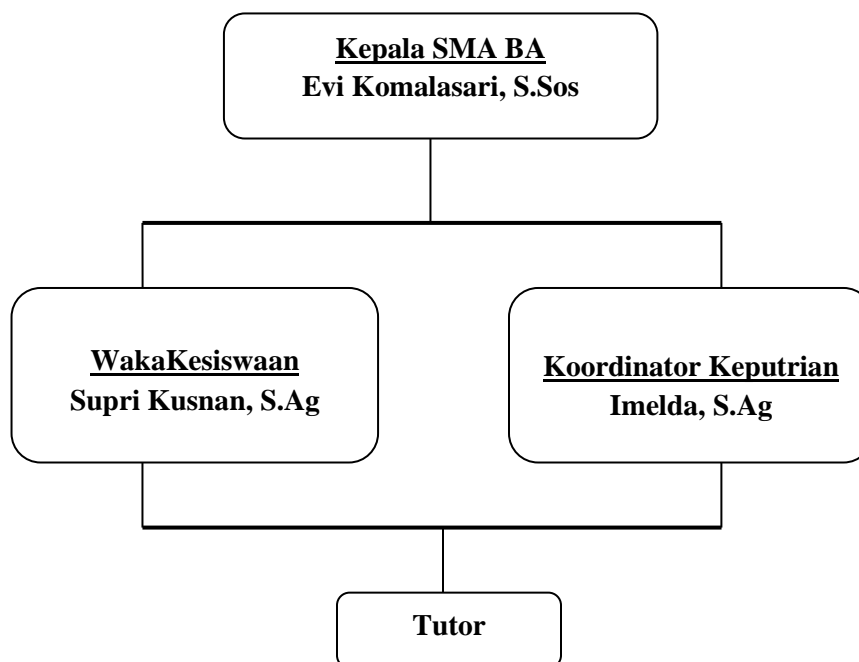 Kepala SMA BA
Evi Komalasari, S.Sos
WakaKesiswaan
Supri Kusnan, S.Ag
Koordinator Keputrian
Imelda, S.Ag
Tutor